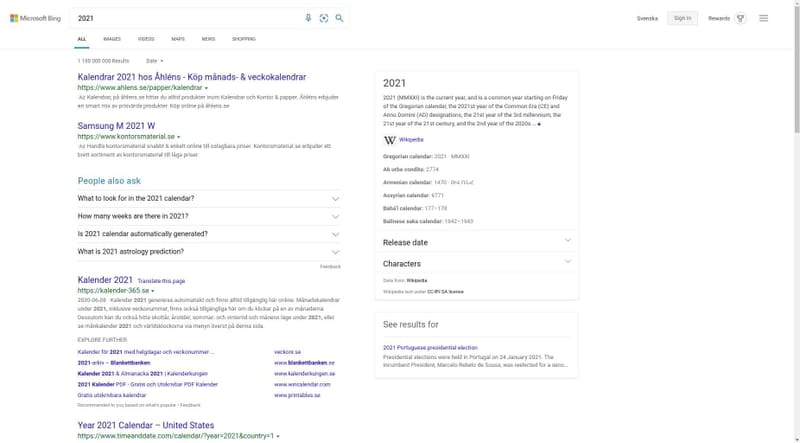 Microsoft Bing
2021
Svenska
Sign in
Rewards
ALL
IMAGES
VIDEOS
MAPS
NEWS
SHOPPING
1 180 000 000 Results
Date
Kalendrar 2021 hos Åhléns - Köp månads- & veckokalendrar
https://www.ahlens.se/papper/kalendrar
Ad Kalendrar, på åhlens.se hittar du alltid produkter inom Kalendrar och Kontor & papper. Åhléns erbjuder
en smart mix av prisvärda produkter. Köp online på åhlens.se
Samsung M 2021 W
https://www.kontorsmaterial.se
Ad Handla kontorsmaterial snabbt & enkelt online till oslagbara priser. Kontorsmaterial.se erbjuder ett
brett sortiment av kontorsmaterial till låga priser.
People also ask
What to look for in the 2021 calendar?
How many weeks are there in 2021?
Is 2021 calendar automatically generated?
What is 2021 astrology prediction?
Feedback
Kalender 2021 Translate this page
https://kalender-365.se
2020-06-08 · Kalender 2021 genereras automatiskt och finns alltid tillgänglig här online. Månadskalendrar
under 2021, inklusive veckonummer, finns också tillgängliga här om du klickar på en av månaderna.
Dessutom kan du också hitta skottår, årstider, sommar- och vintertid och månens läge under 2021, eller
se månkalender 2021 och världsklockorna via menyn överst på denna sida.
EXPLORE FURTHER
Kalender för 2021 med helgdagar och veckonummer ...
veckonr.se
2021-arkiv – Blankettbanken
www.blankettbanken.se
Kalender 2021 & Almanacka 2021 | Kalenderkungen
www.kalenderkungen.se
2021 Kalender PDF - Gratis och Utskrivbar PDF Kalender
www.wincalendar.com
Gratis utskrivbara kalendrar
www.printables.se
Recommended to you based on what's popular • Feedback
Year 2021 Calendar – United States
https://www.timeanddate.com/calendar/?year=2021&country=1
2021
2021 (MMXXI) is the current year, and is a common year starting on Friday
of the Gregorian calendar, the 2021st year of the Common Era (CE) and
Anno Domini (AD) designations, the 21st year of the 3rd millennium, the
21st year of the 21st century, and the 2nd year of the 2020s ...
W Wikipedia
Gregorian calendar: 2021 · MMXXI
Ab urbe condita: 2774
Armenian calendar: 1470 ·
Assyrian calendar: 6771
Bahá'í calendar: 177–178
Balinese saka calendar: 1942–1943
Release date
Characters
Data from: Wikipedia
Wikipedia text under CC-BY-SA license
See results for
2021 Portuguese presidential election
Presidential elections were held in Portugal on 24 January 2021. The
incumbent President, Marcelo Rebelo de Sousa, was reelected for a seco...